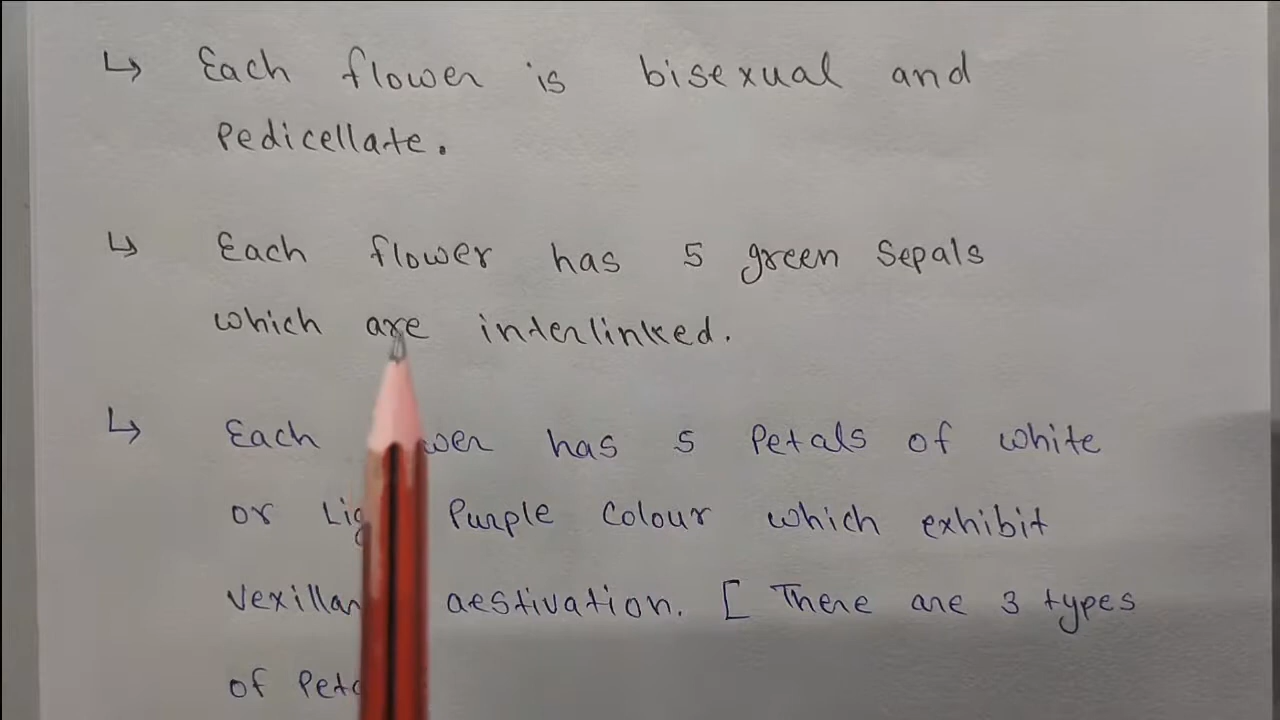 ↳ Each flower is bisexual and
Pedicellate.
↳ Each flower has 5 green Sepals
which are interlinked.
↳ Each has 5 Petals of white
or Purple Colour which exhibit
aestivation. [ There are 3 types
of